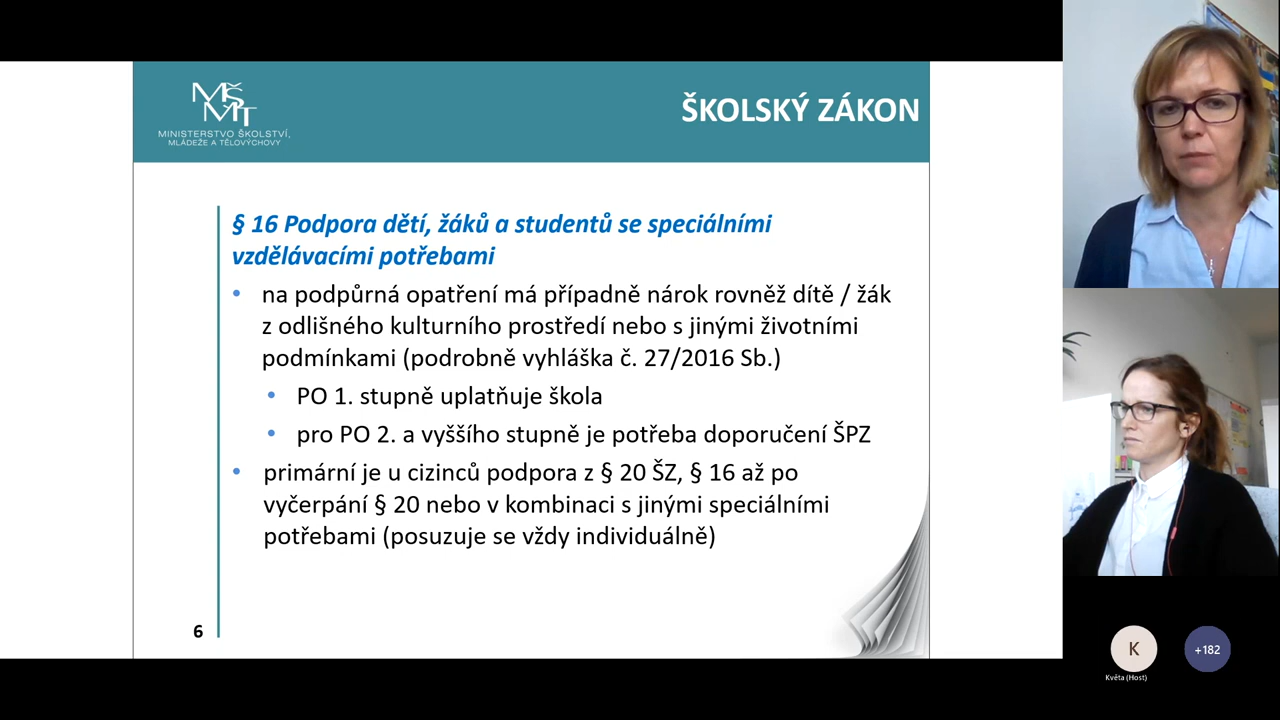 MŠMT
MINISTERSTVO ŠKOLSTVÍ,
MLÁDEŽE A TĚLOVÝCHOVY
ŠKOLSKÝ ZÁKON
§ 16 Podpora dětí, žáků a studentů se speciálními
vzdělávacími potřebami
• na podpůrná opatření má případně nárok rovněž dítě / žák
z odlišného kulturního prostředí nebo s jinými životními
podmínkami (podrobně vyhláška č. 27/2016 Sb.)
• PO 1. stupně uplatňuje škola
• pro PO 2. a vyššího stupně je potřeba doporučení ŠPZ
• primární je u cizinců podpora z § 20 ŠZ, § 16 až po
vyčerpání § 20 nebo v kombinaci s jinými speciálními
potřebami (posuzuje se vždy individuálně)
6
K
+182
Květa (Host)